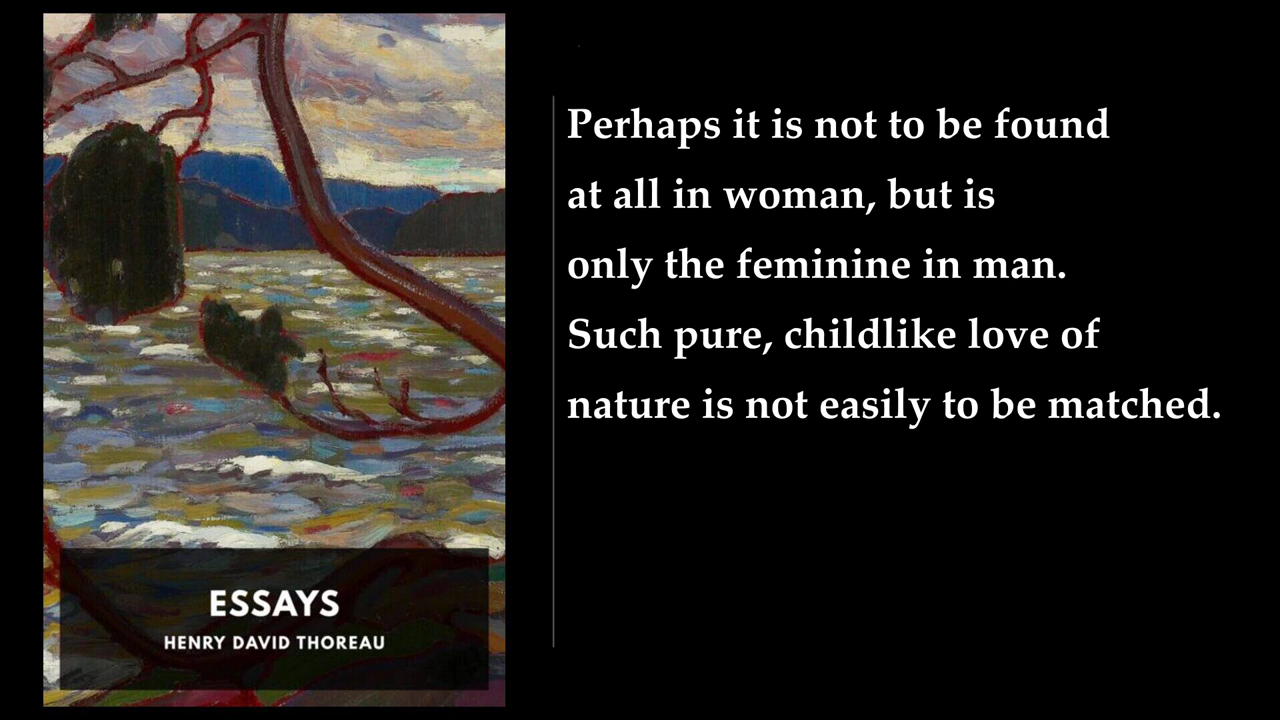 ESSAYS
HENRY DAVID THOREAU
Perhaps it is not to be found
at all in woman, but is
only the feminine in man.
Such pure, childlike love of
nature is not easily to be matched.